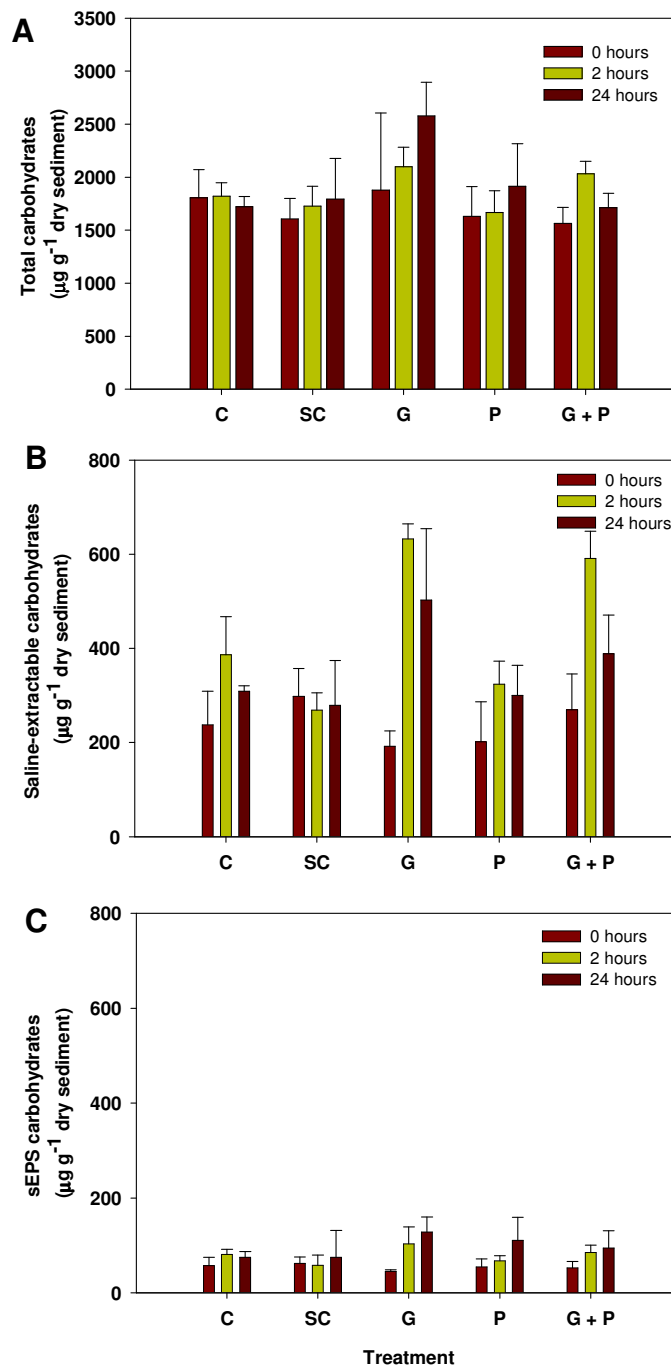 A
Total carbohydrates
(µg g-1 dry sediment)
3500
3000
2500
2000
1500
1000
500
0
0 hours
2 hours
24 hours
C SC G P G + P
B
Saline-extractable carbohydrates
(µg g-1 dry sediment)
800
600
400
200
0
0 hours
2 hours
24 hours
C SC G P G + P
C
sEPS carbohydrates
(µg g-1 dry sediment)
800
600
400
200
0
0 hours
2 hours
24 hours
C SC G P G + P
Treatment